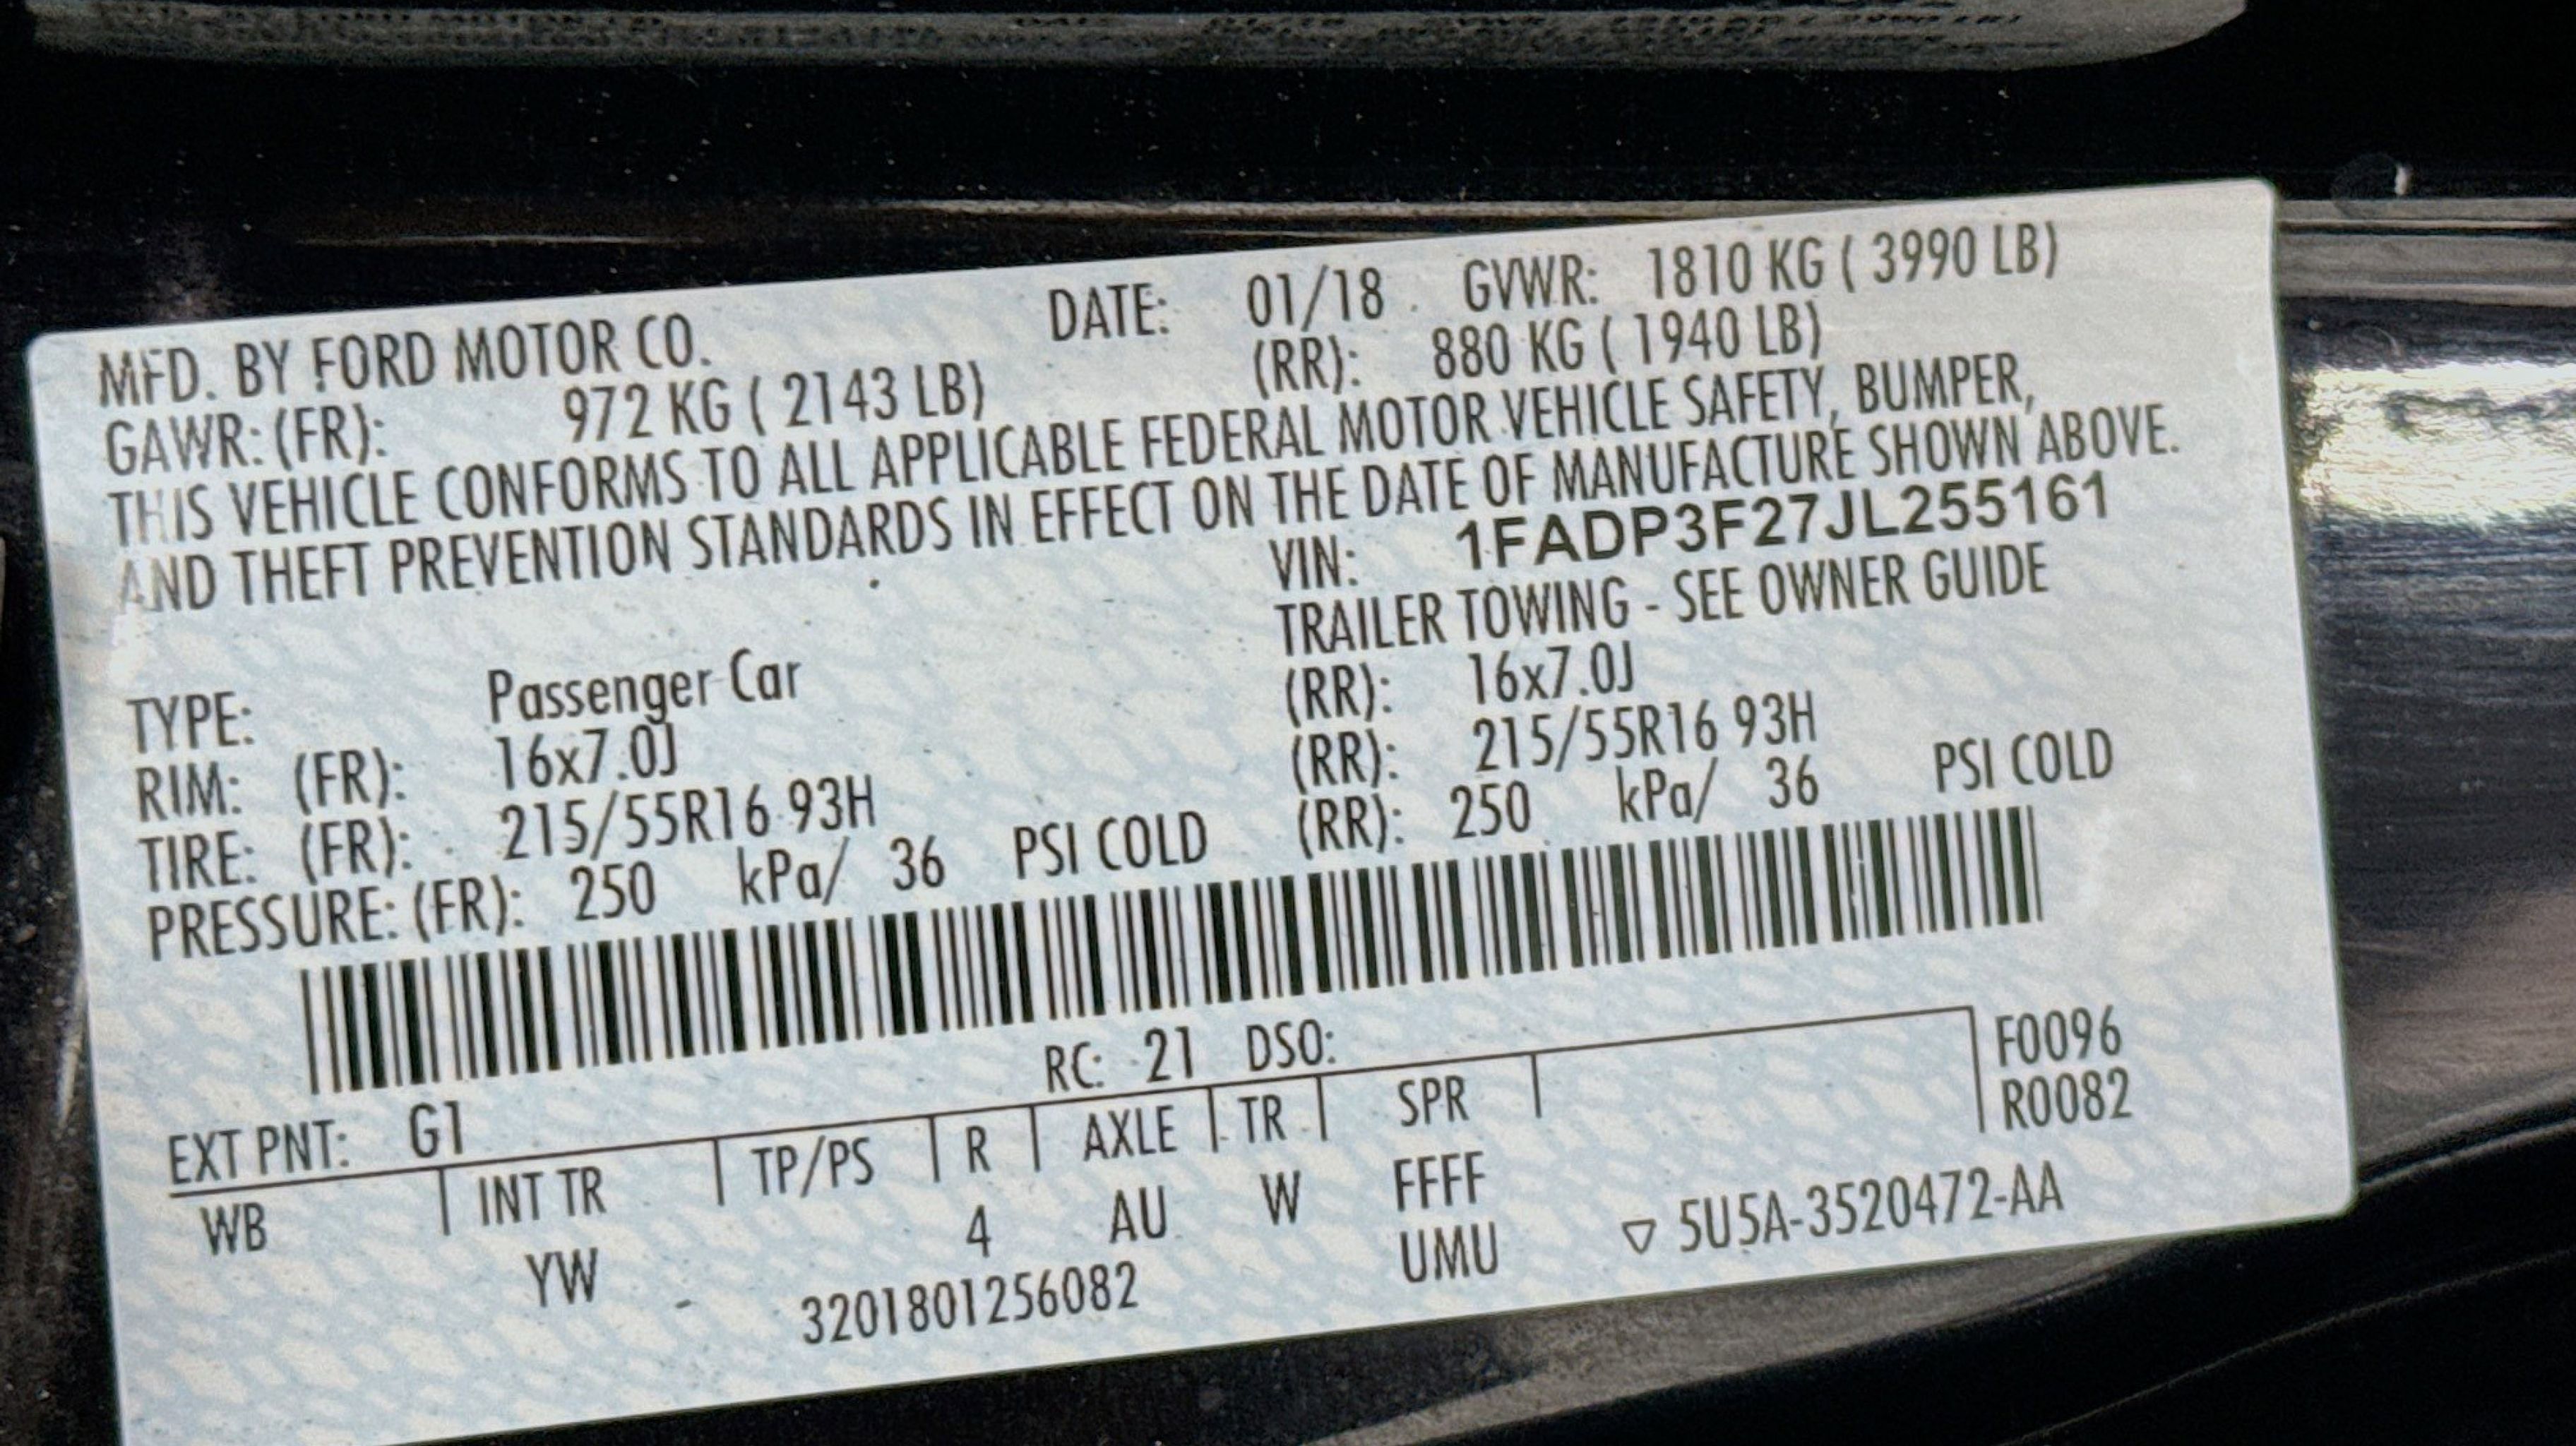 MFD. BY FORD MOTOR CO. DATE: 01/18 GVWR: 1810 KG ( 3990 LB)
GAWR: (FR): 972 KG ( 2143 LB) (RR): 880 KG ( 1940 LB)
THIS VEHICLE CONFORMS TO ALL APPLICABLE FEDERAL MOTOR VEHICLE SAFETY, BUMPER,
AND THEFT PREVENTION STANDARDS IN EFFECT ON THE DATE OF MANUFACTURE SHOWN ABOVE.
VIN: 1FADP3F27JL255161
TRAILER TOWING - SEE OWNER GUIDE
TYPE: Passenger Car
RIM: (FR): 16x7.0J (RR): 16x7.0J
TIRE: (FR): 215/55R16 93H (RR): 215/55R16 93H
PRESSURE: (FR): 250 kPa/ 36 PSI COLD (RR): 250 kPa/ 36 PSI COLD
RC: 21 DSO: F0096
EXT PNT: G1 R0082
WB INT TR TP/PS R AXLE TR SPR
YW 4 AU W FFFF
UMU ▽ 5U5A-3520472-AA
3201801256082